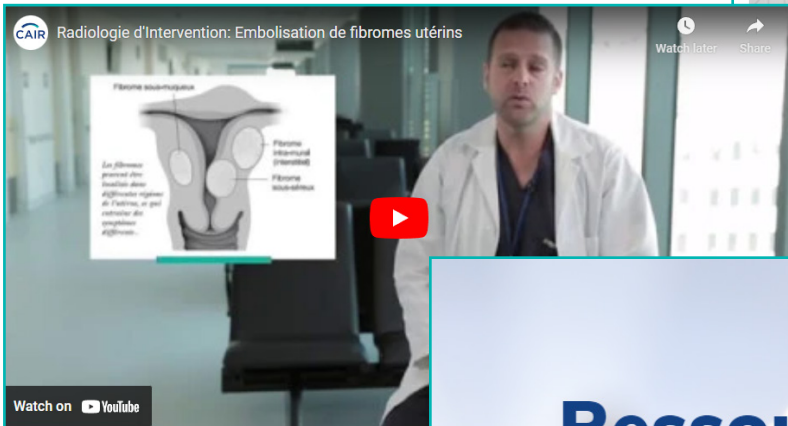 CAIR
Radiologie d'Intervention: Embolisation de fibromes utérins
Watch later
Share
Fibrome sous-muqueux
Fibrome
intra-mural
(interstitiel)
Fibrome
sous-séreux
Les fibromes
peuvent être
localisés dans
différentes régions
de l'utérus, ce qui
entraîne des
symptômes
différents...
Watch on YouTube
Ressou